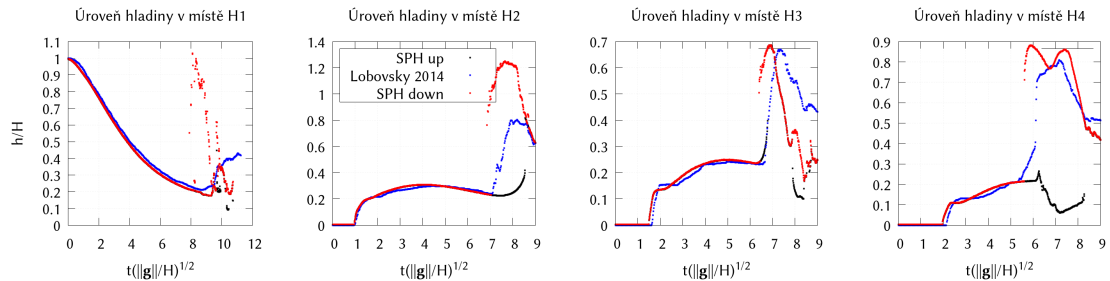 Úroveň hladiny v místě H1
h/H
1.1
1
0.9
0.8
0.7
0.6
0.5
0.4
0.3
0.2
0.1
0
0 2 4 6 8 10 12
t(||g||/H)^1/2
Úroveň hladiny v místě H2
SPH up
Lobovsky 2014
SPH down
1.4
1.2
1
0.8
0.6
0.4
0.2
0
0 1 2 3 4 5 6 7 8 9
t(||g||/H)^1/2
Úroveň hladiny v místě H3
0.7
0.6
0.5
0.4
0.3
0.2
0.1
0
0 1 2 3 4 5 6 7 8 9
t(||g||/H)^1/2
Úroveň hladiny v místě H4
0.9
0.8
0.7
0.6
0.5
0.4
0.3
0.2
0.1
0
0 1 2 3 4 5 6 7 8 9
t(||g||/H)^1/2